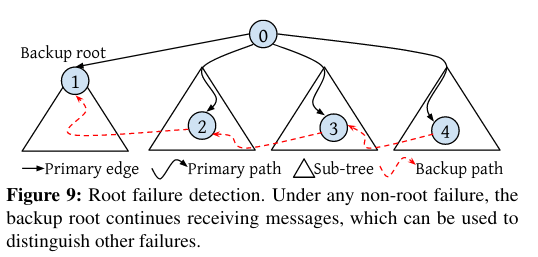 0
Backup root
1
2
3
4
Primary edge Primary path Sub-tree Backup path
Figure 9: Root failure detection. Under any non-root failure, the
backup root continues receiving messages, which can be used to
distinguish other failures.